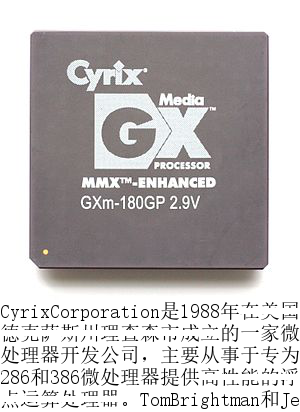 Cyrix
Media
GX™
PROCESSOR
MMX™-ENHANCED
GXm-180GP 2.9V
CyrixCorporation是1988年在美国
德克萨斯州理查森市成立的一家微
处理器开发公司，主要从事于专为
286和386微处理器提供高性能的浮
点运算处理器。TomBrightman和Je